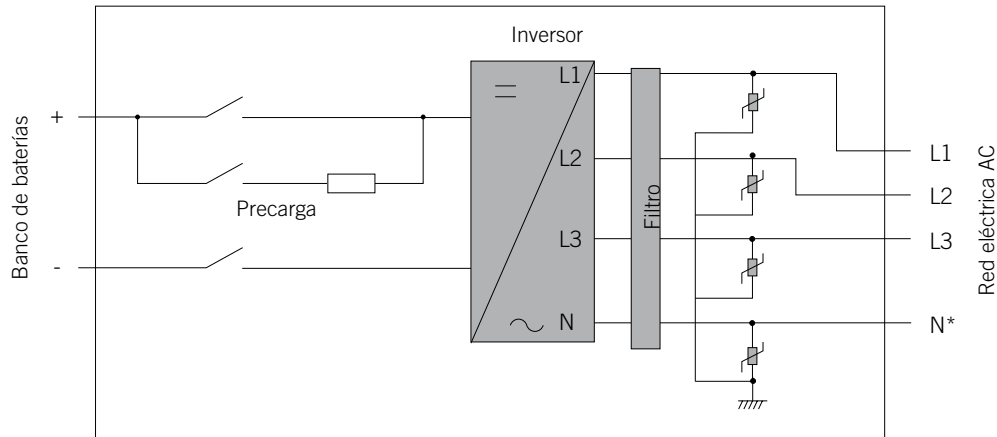 Inversor
Banco de baterías
+
-
Precarga
L1
L2
L3
N
Filtro
L1
L2
L3
N*
Red eléctrica AC